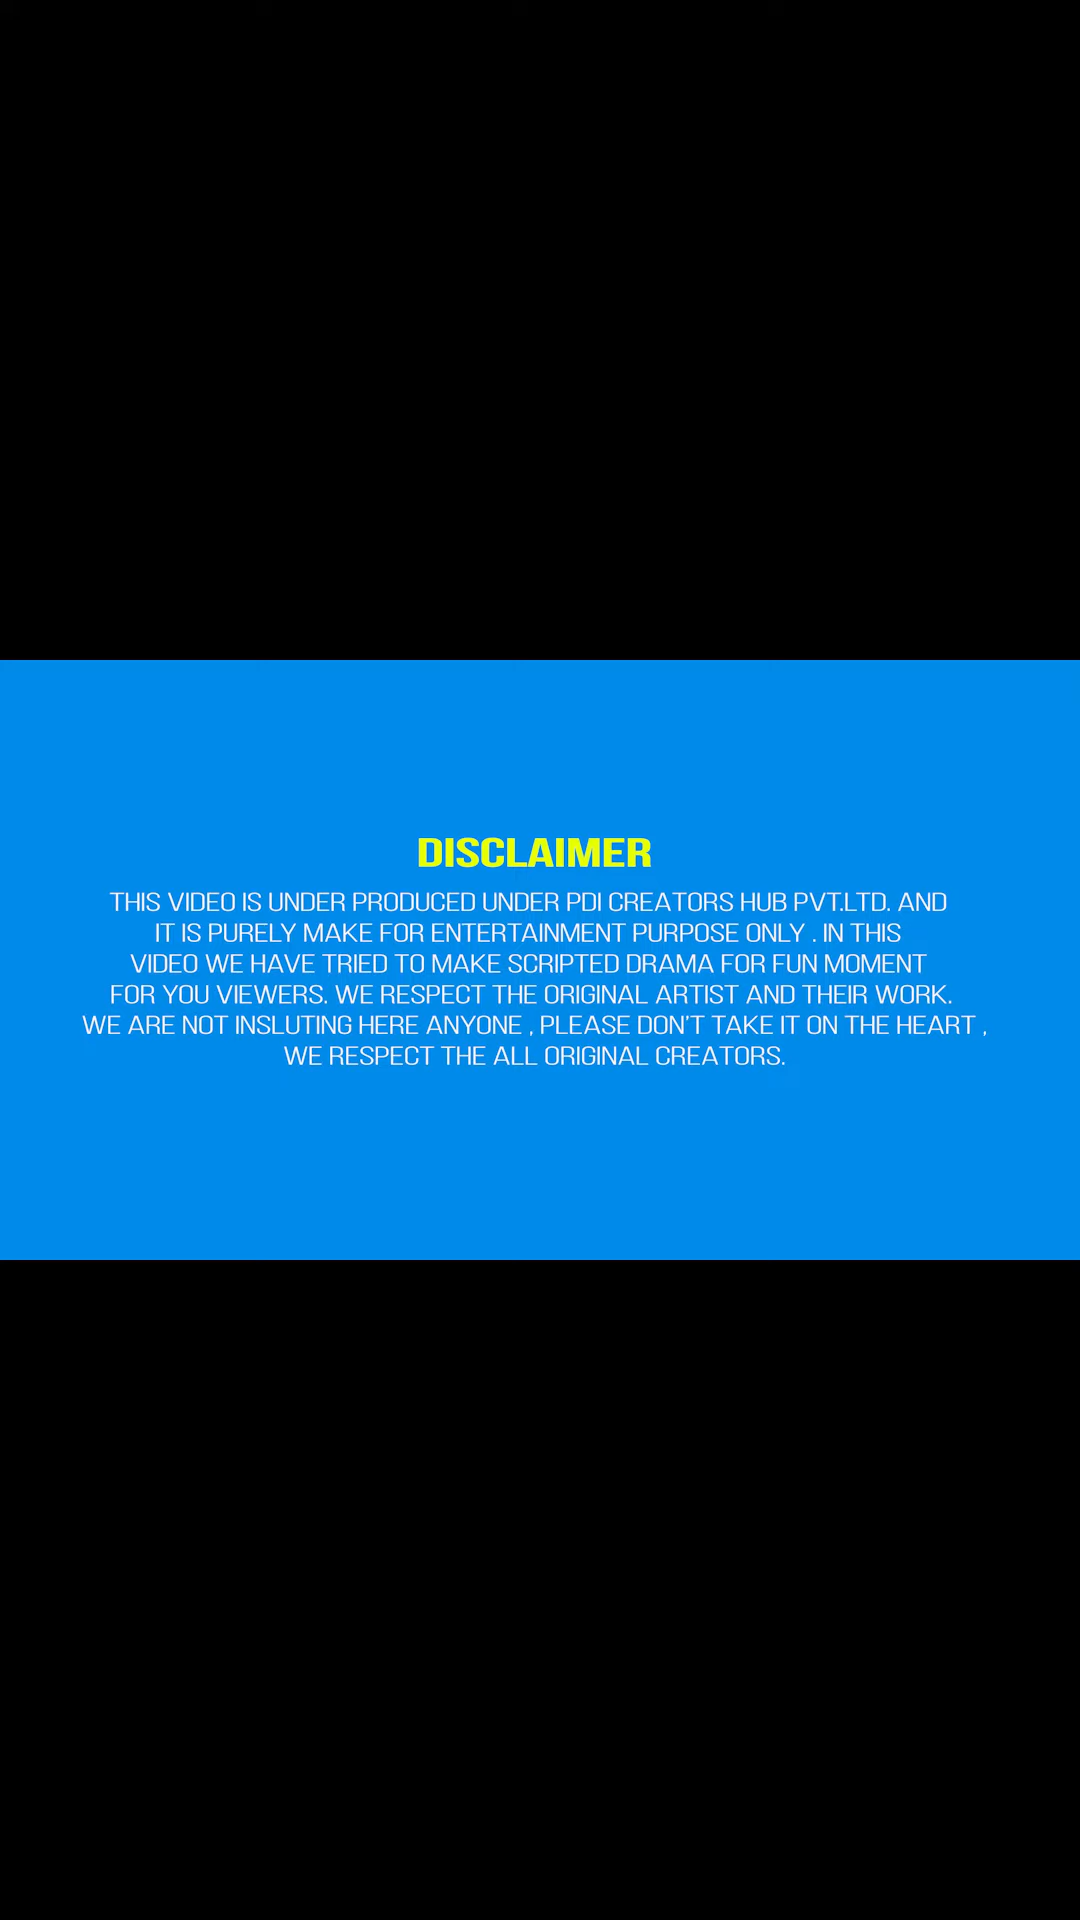 DISCLAIMER
THIS VIDEO IS UNDER PRODUCED UNDER PDI CREATORS HUB PVT.LTD. AND
IT IS PURELY MAKE FOR ENTERTAINMENT PURPOSE ONLY . IN THIS
VIDEO WE HAVE TRIED TO MAKE SCRIPTED DRAMA FOR FUN MOMENT
FOR YOU VIEWERS. WE RESPECT THE ORIGINAL ARTIST AND THEIR WORK.
WE ARE NOT INSLUTING HERE ANYONE , PLEASE DON'T TAKE IT ON THE HEART ,
WE RESPECT THE ALL ORIGINAL CREATORS.